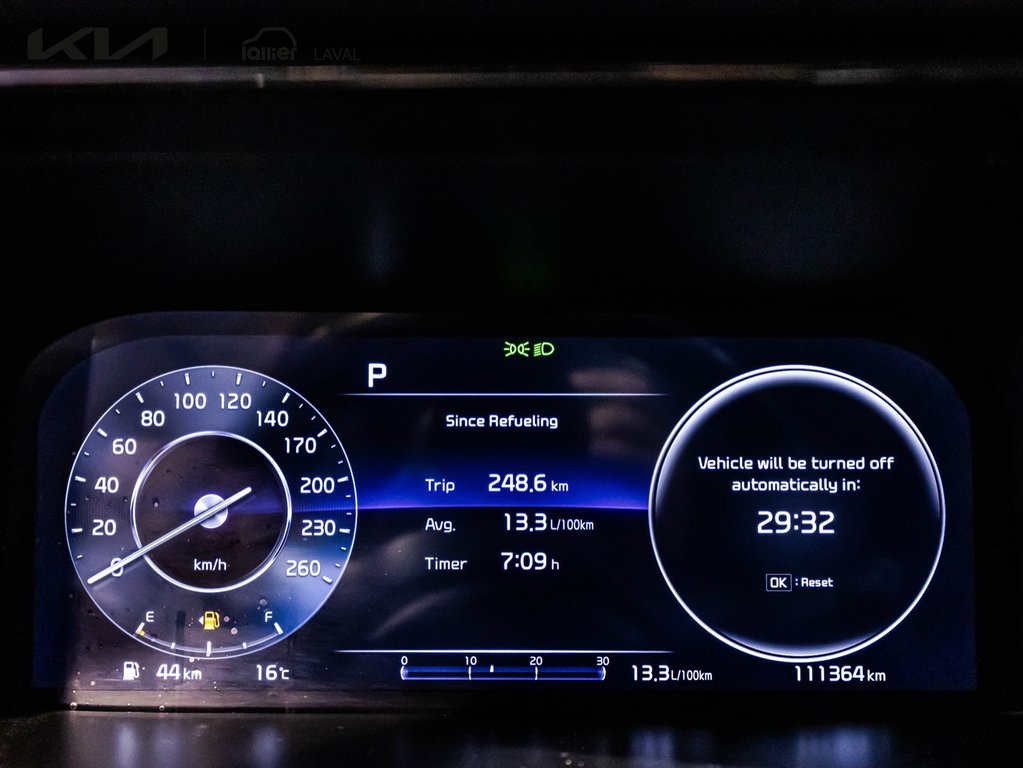 KIA
lallier
LAVAL
P
Since Refueling
Trip 248.6 km
Avg. 13.3 L/100km
Timer 7:09 h
0 20 40 60 80 100 120 140 170 200 230 260
km/h
E F
44 km 16°C
0 10 20 30
13.3 L/100km
Vehicle will be turned off
automatically in:
29:32
OK : Reset
111364 km